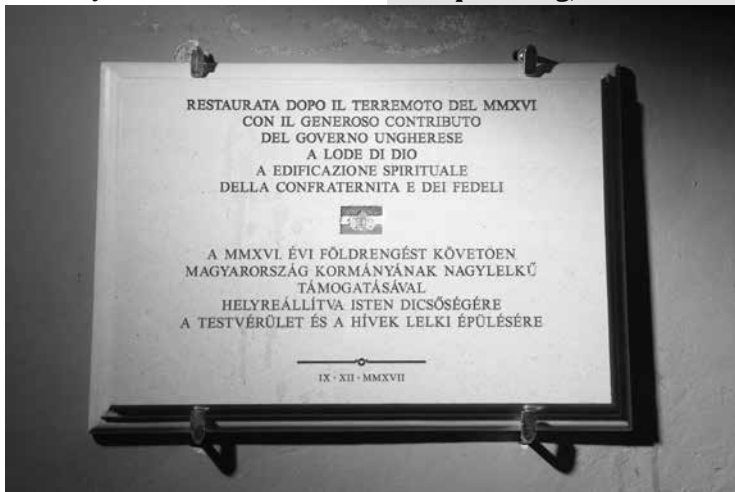 RESTAURATA DOPO IL TERREMOTO DEL MMXVI
CON IL GENEROSO CONTRIBUTO
DEL GOVERNO UNGHERESE
A LODE DI DIO
A EDIFICAZIONE SPIRITUALE
DELLA CONFRATERNITA E DEI FEDELI
A MMXVI. ÉVI FÖLDRENGÉST KÖVETŐEN
MAGYARORSZÁG KORMÁNYÁNAK NAGYLELKŰ
TÁMOGATÁSÁVAL
HELYREÁLLÍTVA ISTEN DICSŐSÉGÉRE
A TESTVÉRÜLET ÉS A HÍVEK LELKI ÉPÜLÉSÉRE
IX · XII · MMXVII